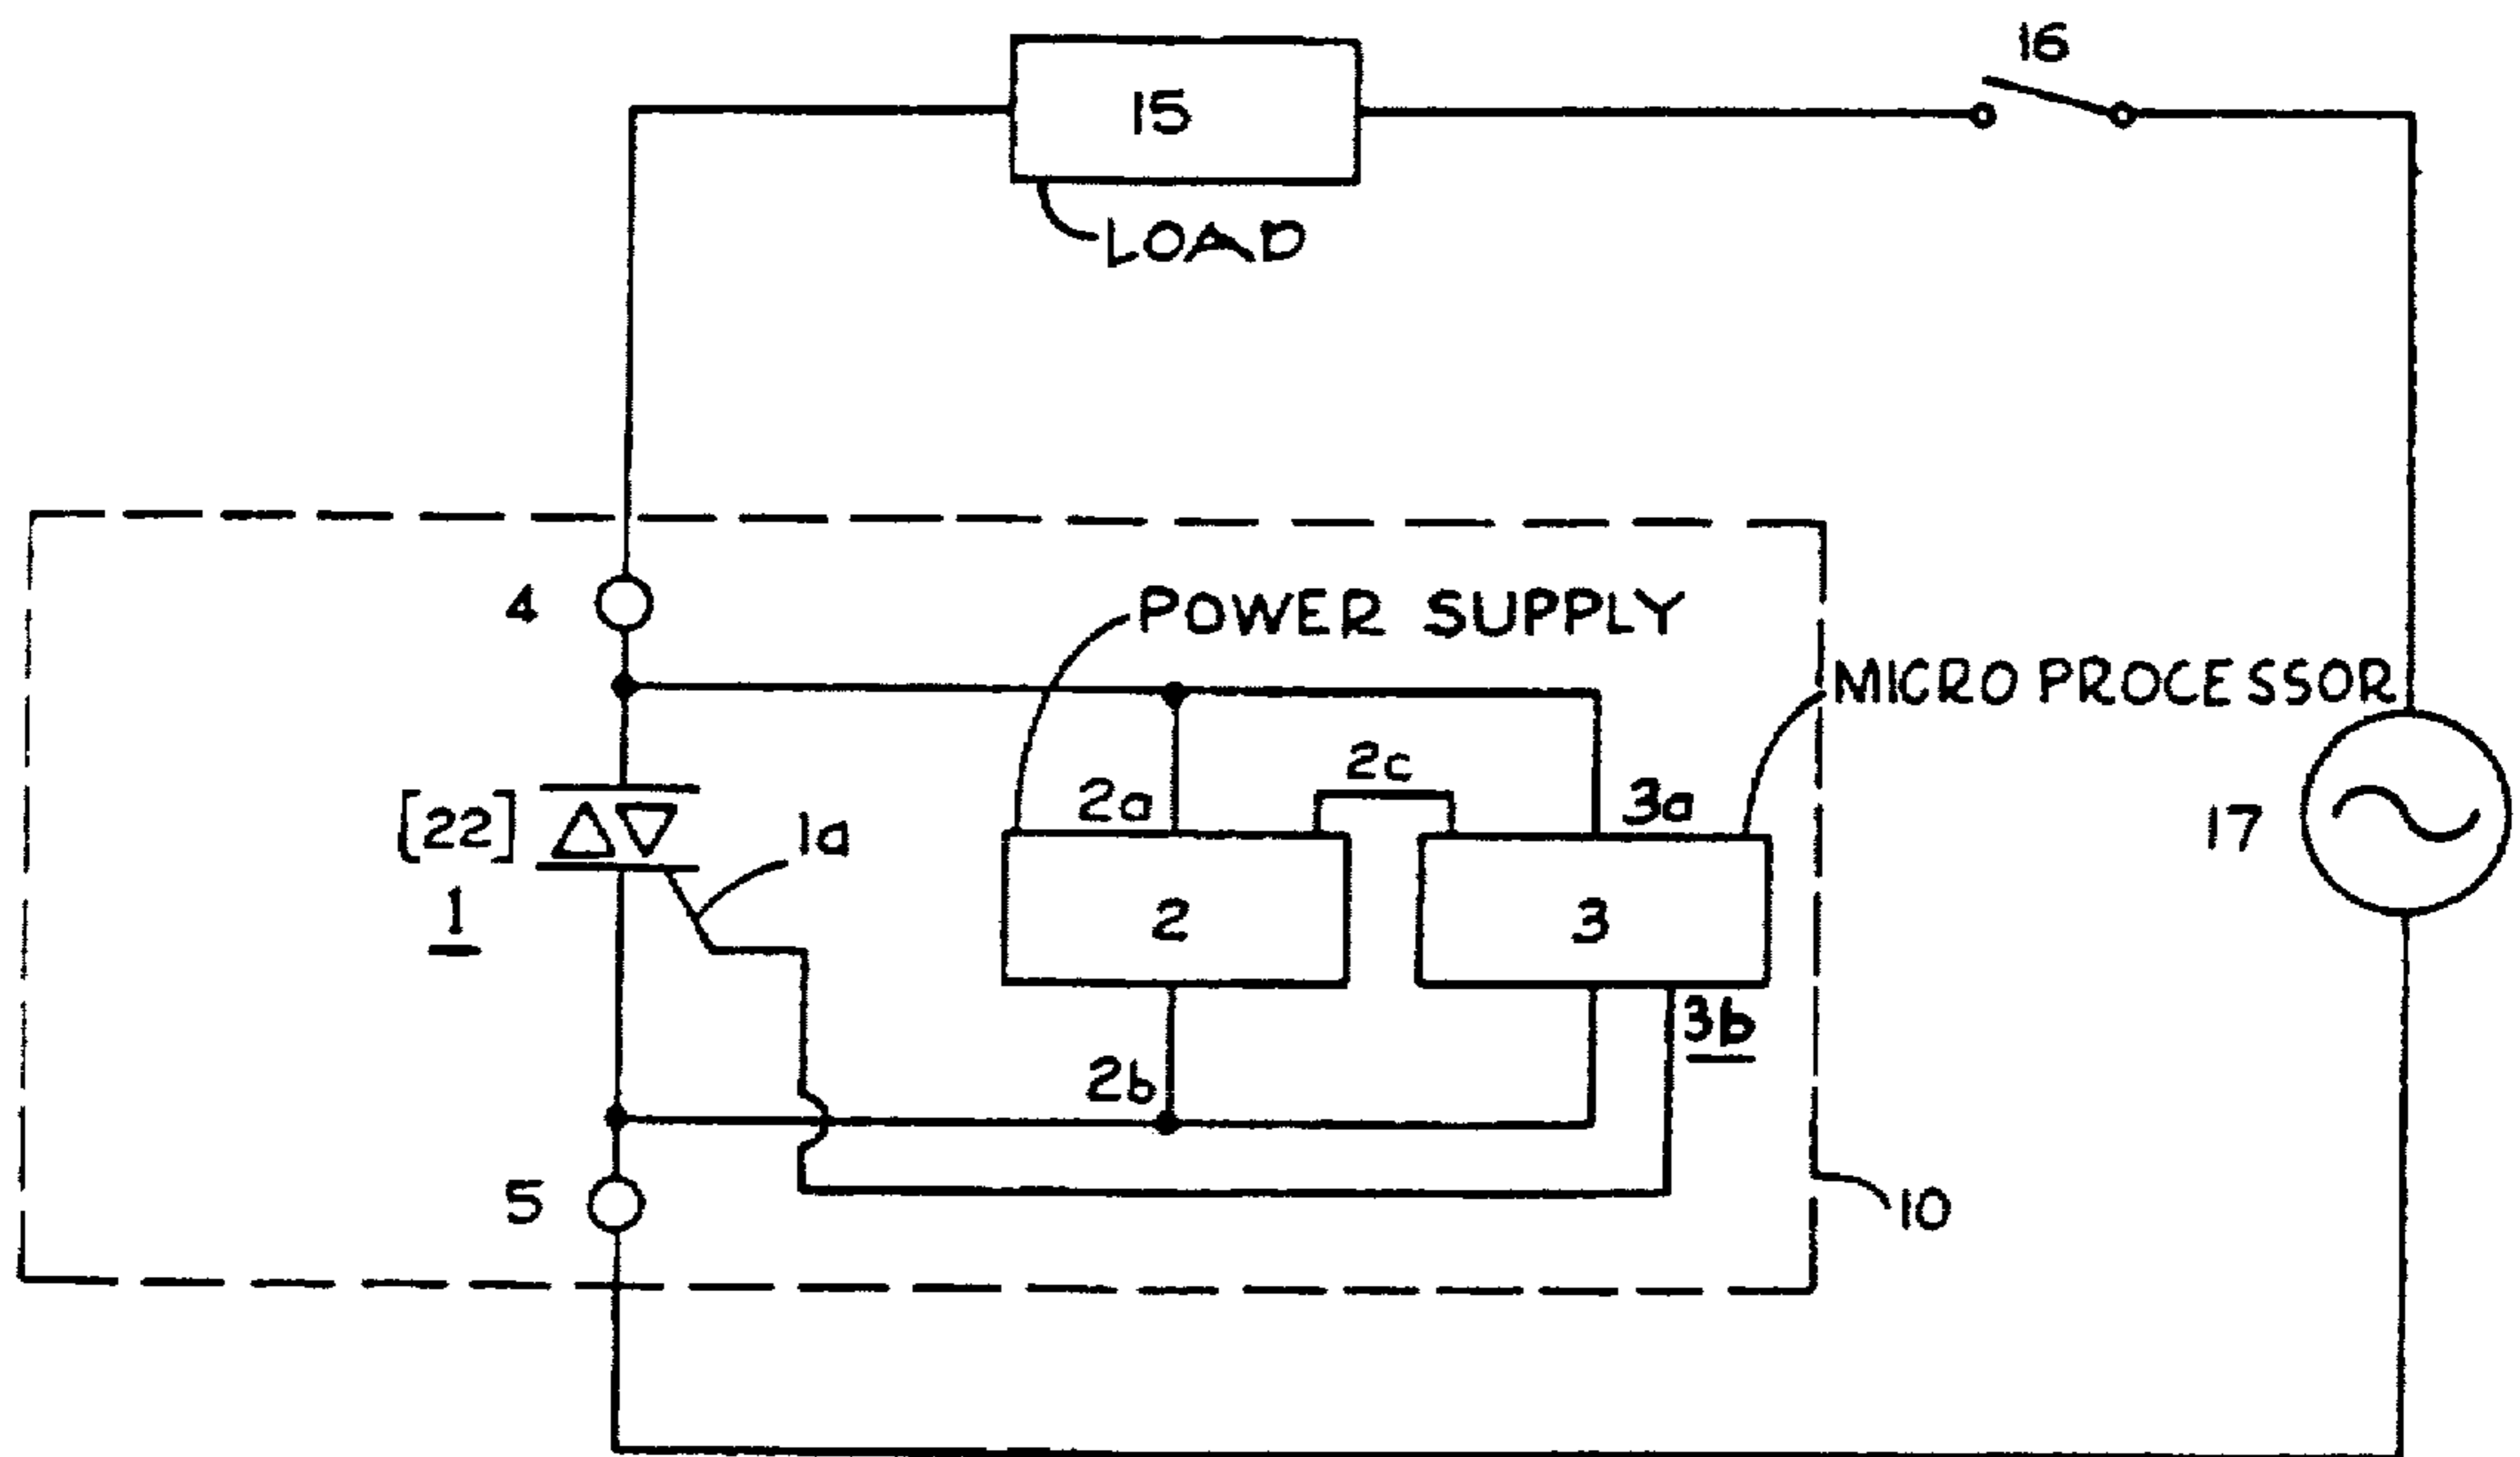 16
15
LOAD
4
POWER SUPPLY
MICRO PROCESSOR
2c
2a
3a
[22]
1a
17
1
2
3
3b
2b
5
10